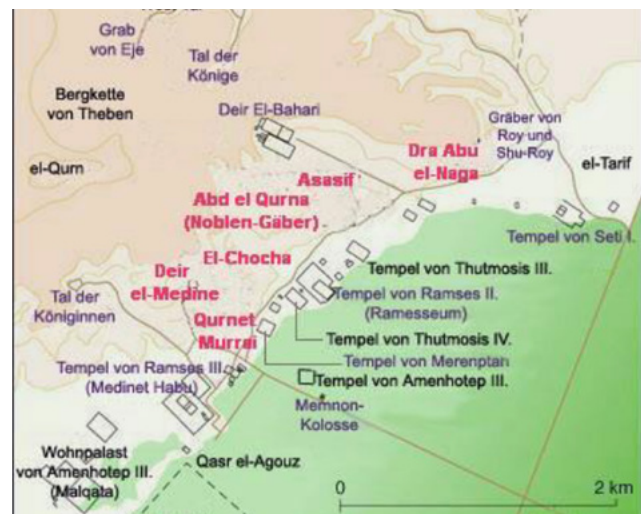 Grab
von Eje
Tal der
Könige
Bergkette
von Theben
Deir El-Bahari
Gräber von
Roy und
Shu-Roy
Dra Abu
el-Naga
el-Tarif
el-Qurn
Asasif
Abd el Qurna
(Noblen-Gäber)
Tempel von Seti I.
El-Chocha
Tempel von Thutmosis III.
Deir
el-Medine
Tempel von Ramses II.
(Ramesseum)
Tal der
Königinnen
Qurnet
Murrai
Tempel von Thutmosis IV.
Tempel von Merenptah
Tempel von Ramses III.
(Medinet Habu)
Tempel von Amenhotep III.
Memnon-
Kolosse
Wohnpalast
von Amenhotep III.
(Malqata)
Qasr el-Agouz
0
2 km